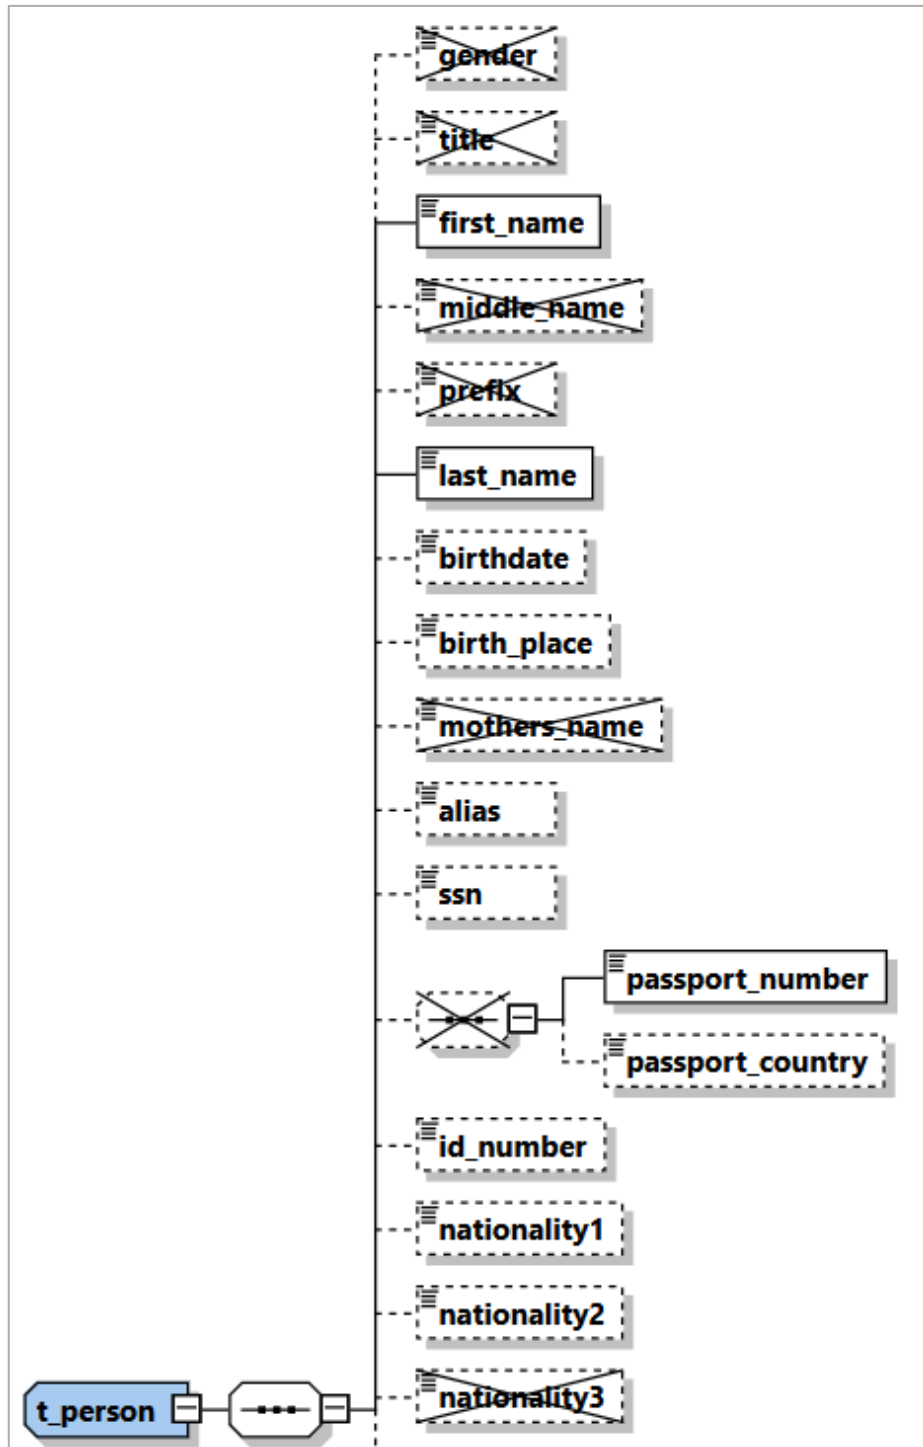 gender
title
first_name
middle_name
prefix
last_name
birthdate
birth_place
mothers_name
alias
ssn
passport_number
passport_country
id_number
nationality1
nationality2
nationality3
t_person